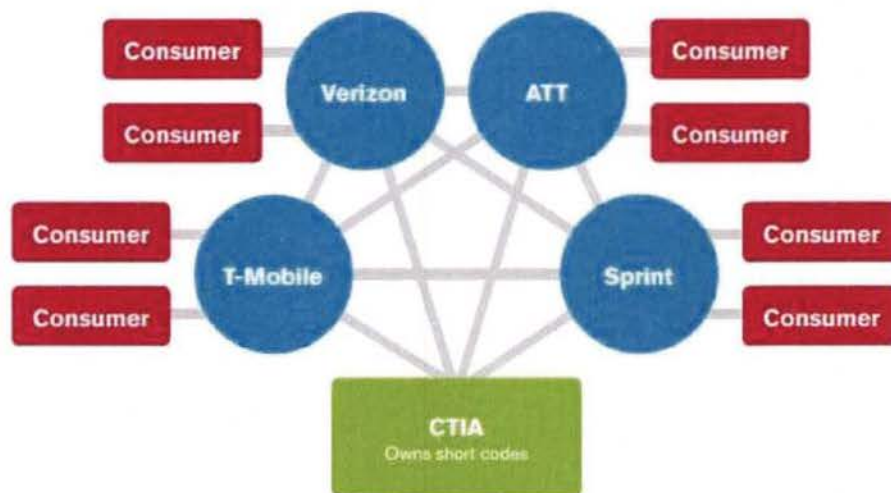 Consumer
Verizon
ATT
Consumer
Consumer
Consumer
Consumer
T-Mobile
Sprint
Consumer
Consumer
Consumer
CTIA
Owns short codes